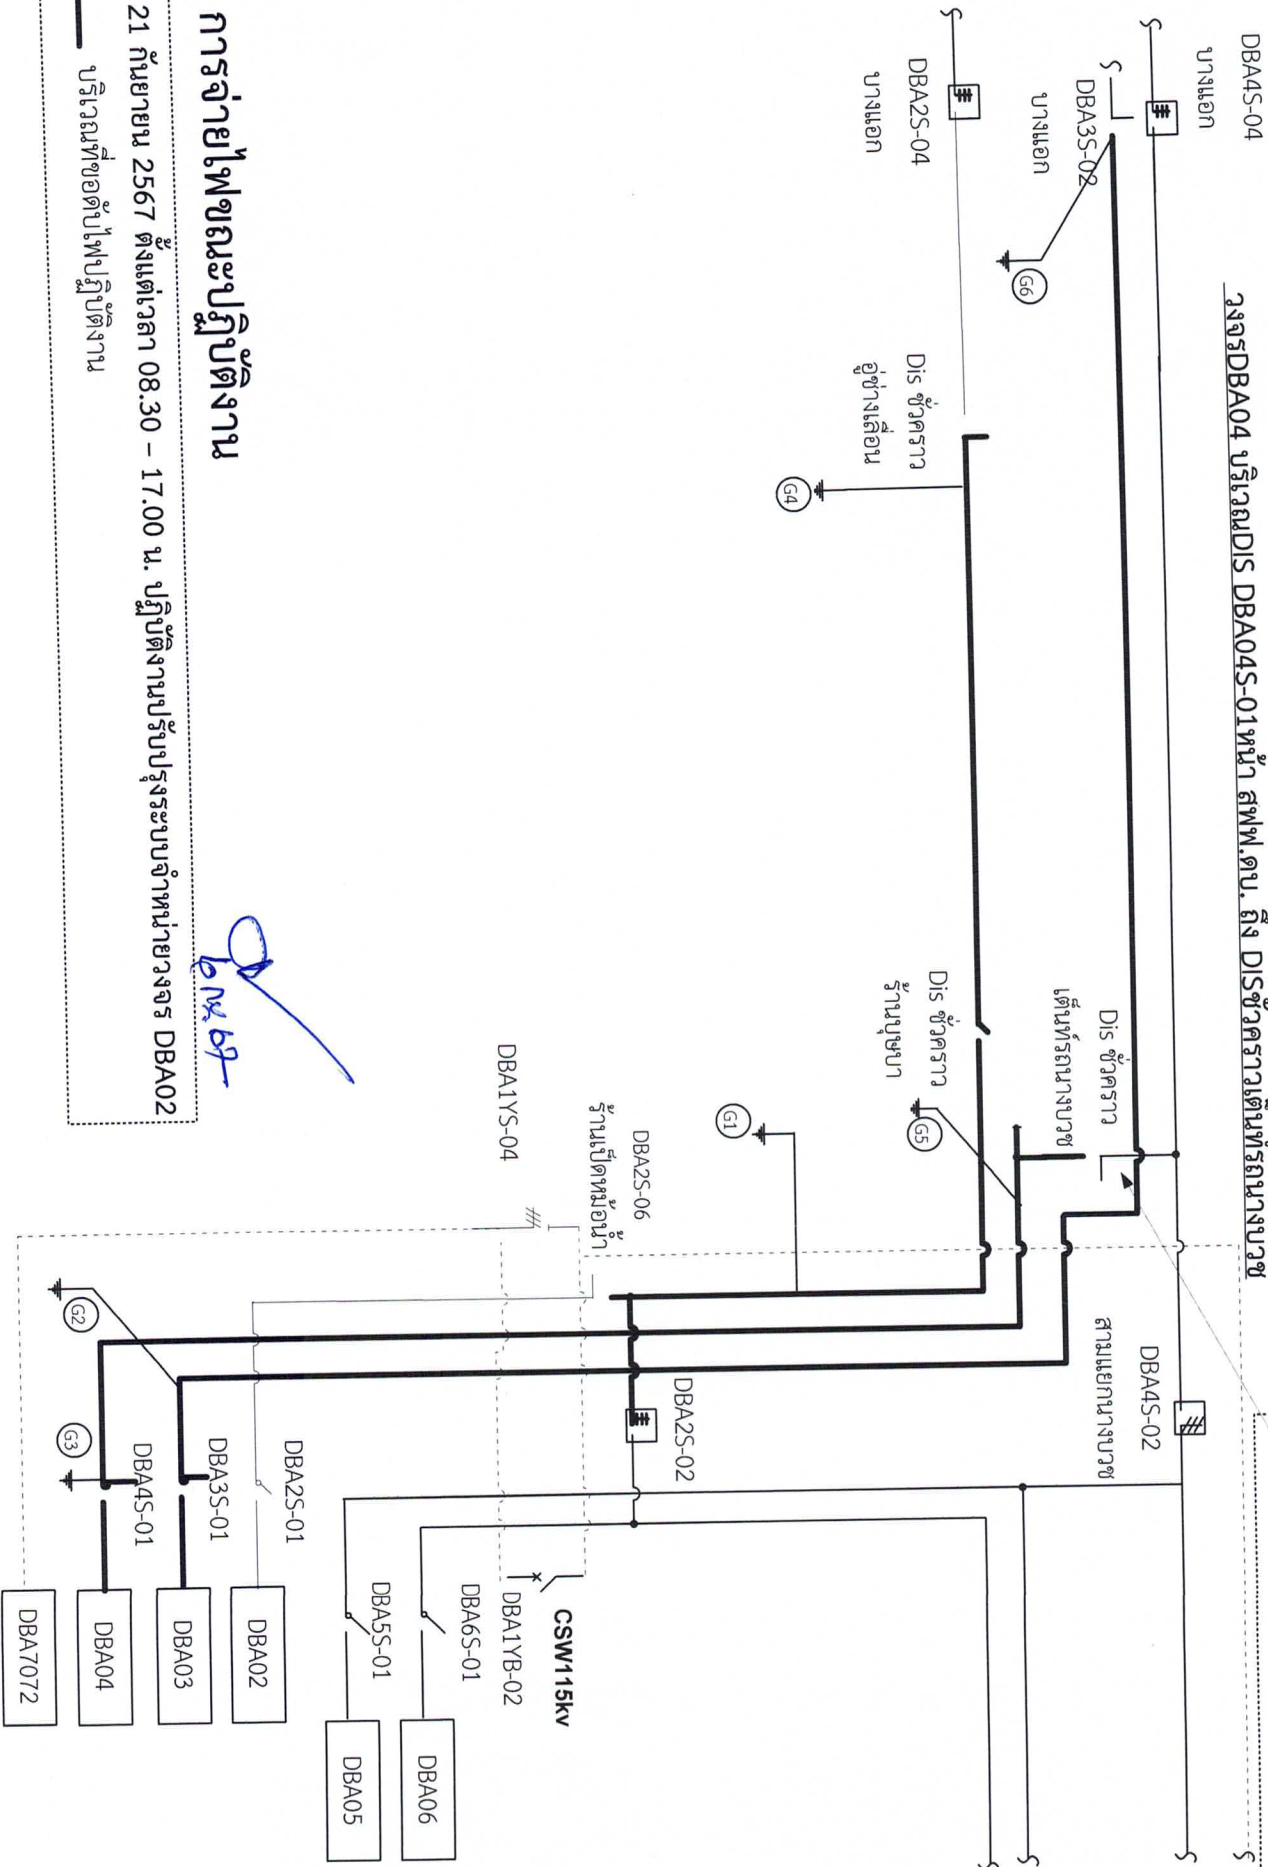 วงจรDBA04 บริเวณDIS DBA04S-01หน้า สฟฟ.ดบ. ถึง DISชั่วคราวเต็นท์รถนางบวช
DBA4S-04
บางแอก
DBA3S-02
บางแอก
DBA2S-04
บางแอก
G6
Dis ชั่วคราว
อู่ช่างเลื่อน
G4
Dis ชั่วคราว
เต็นท์รถนางบวช
Dis ชั่วคราว
ร้านบุษบา
G5
G1
DBA4S-02
สามแยกนางบวช
DBA2S-06
ร้านเป็ดหม้อน้ำ
DBA1YS-04
DBA2S-02
G2
G3
DBA2S-01
DBA3S-01
DBA4S-01
CSW115kv
DBA1YB-02
DBA6S-01
DBA5S-01
DBA06
DBA05
DBA02
DBA03
DBA04
DBA7072
การจ่ายไฟขณะปฏิบัติงาน
21 กันยายน 2567 ตั้งแต่เวลา 08.30 – 17.00 น. ปฏิบัติงานปรับปรุงระบบจำหน่ายวงจร DBA02
บริเวณที่ขอดับไฟปฏิบัติงาน